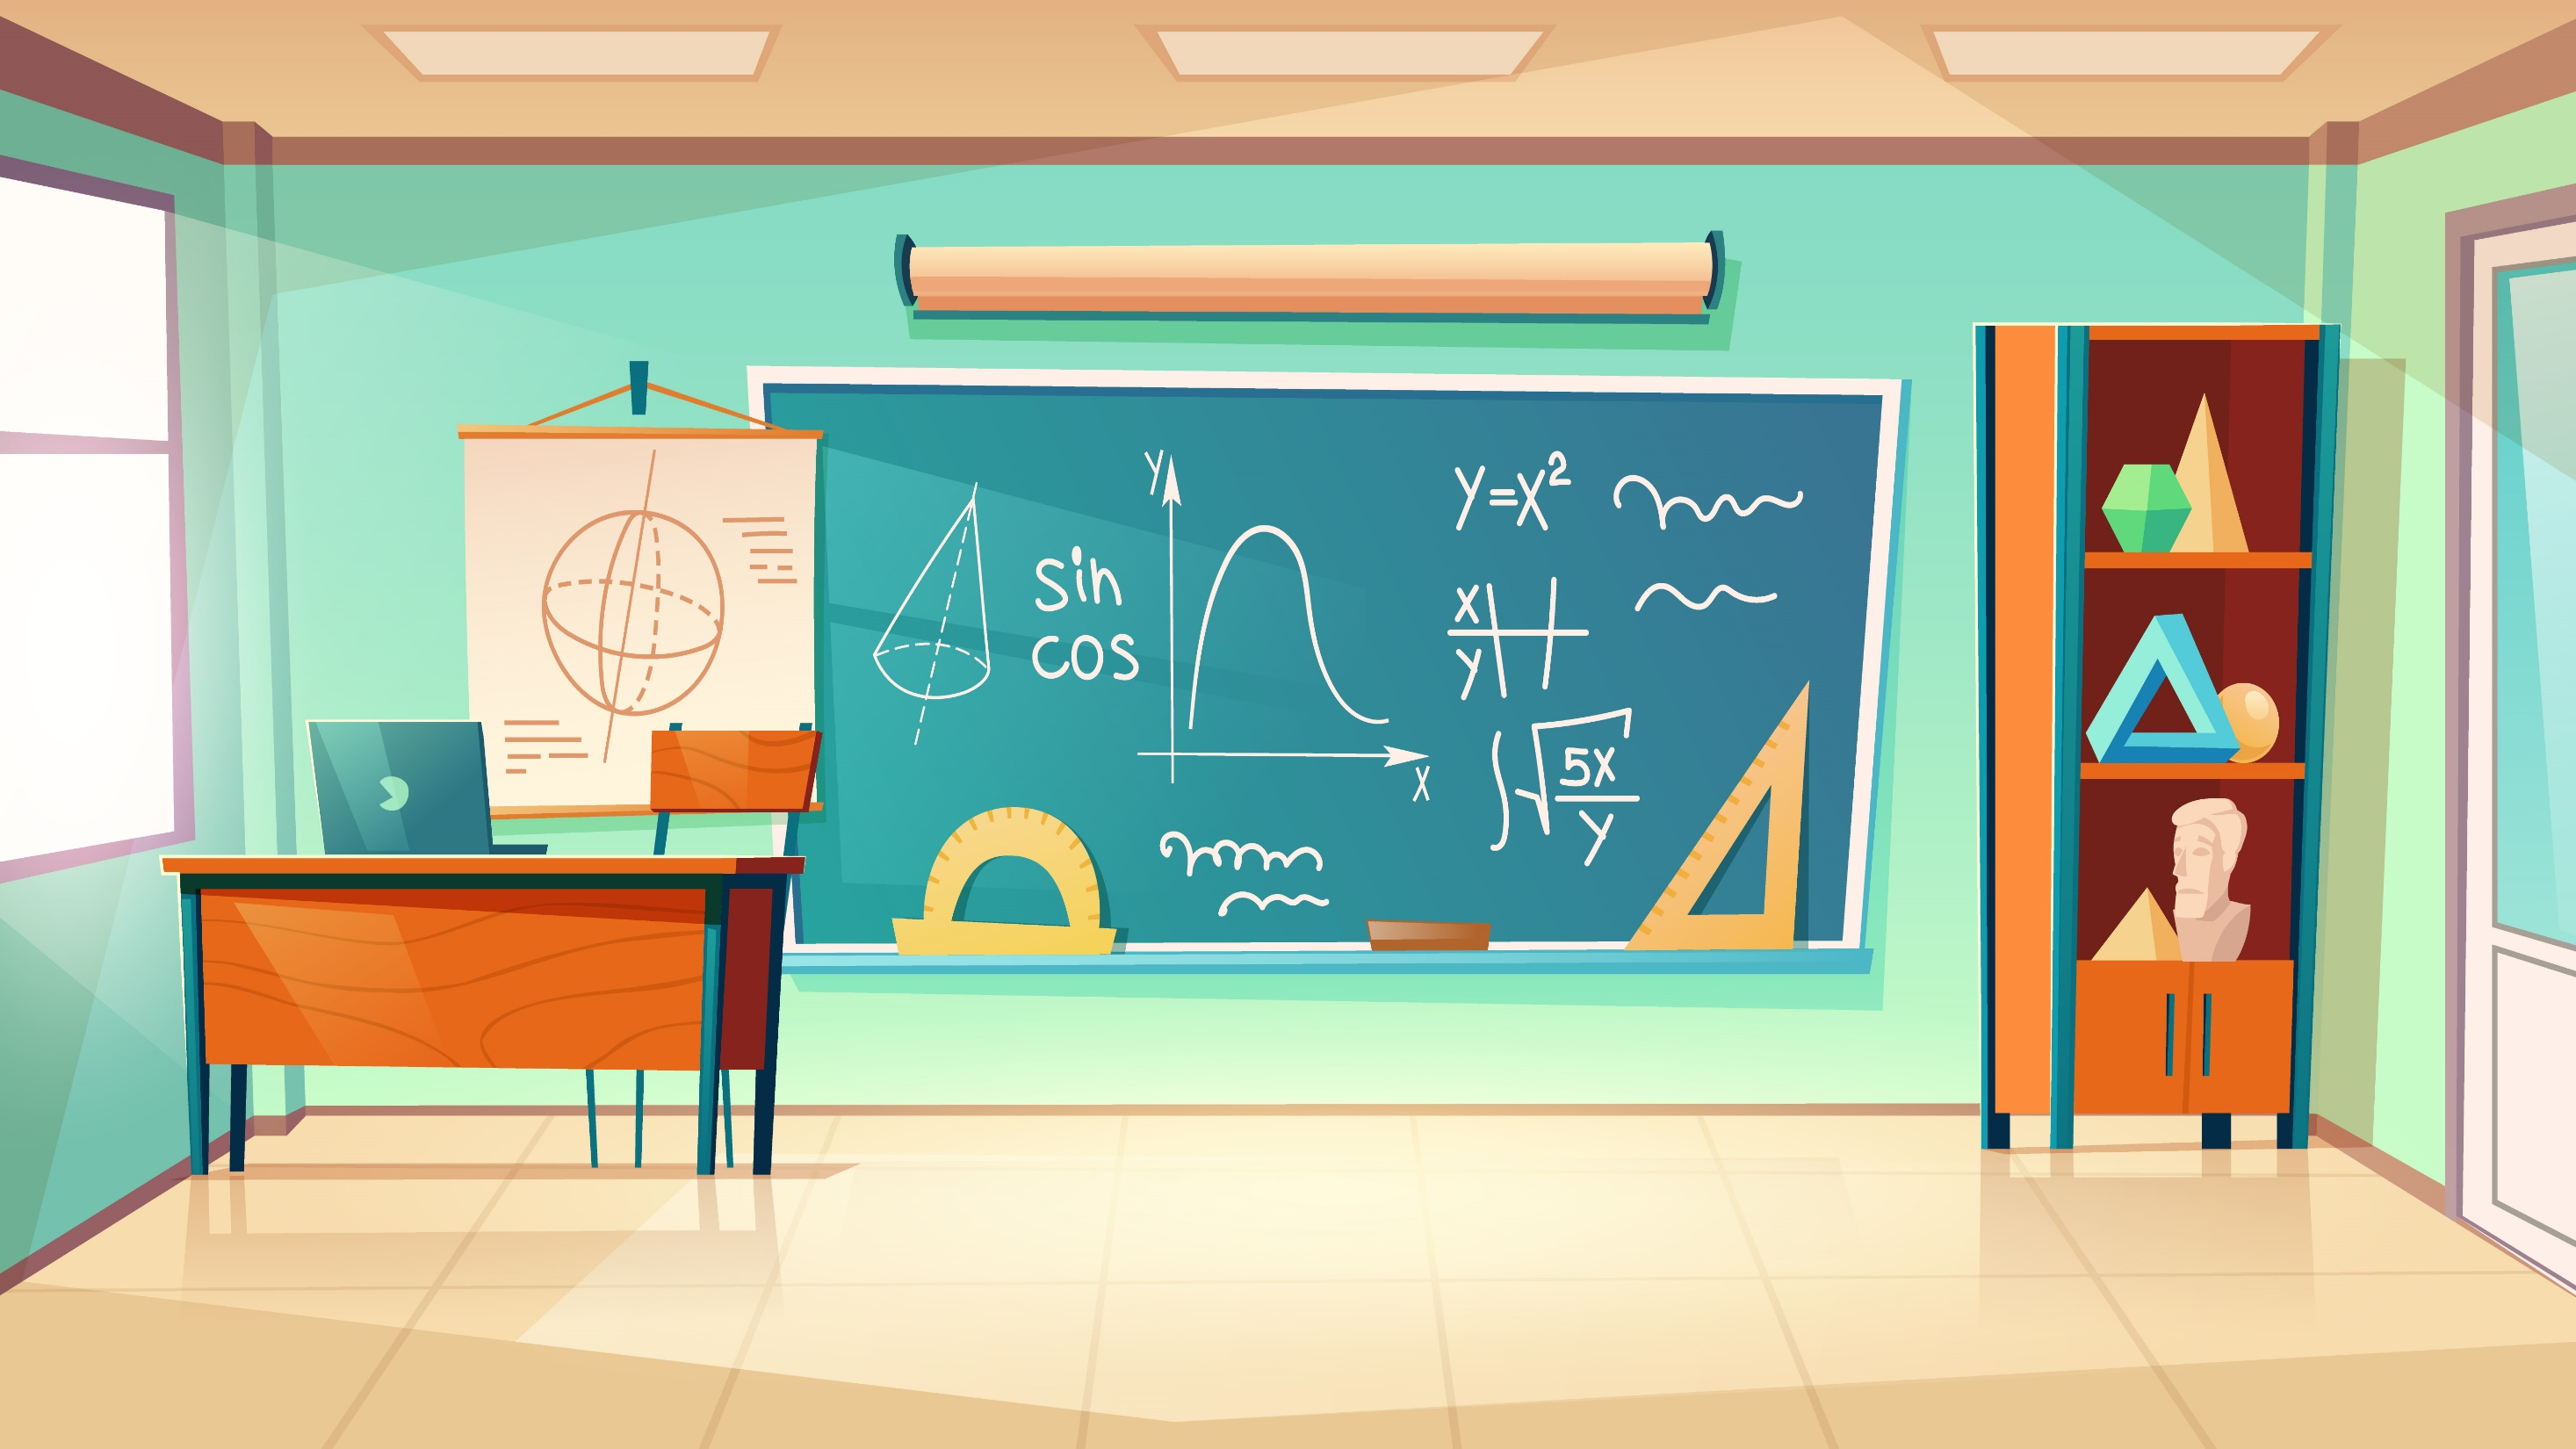 sin
cos
y
x
y=x²
x
y
∫√5x/y